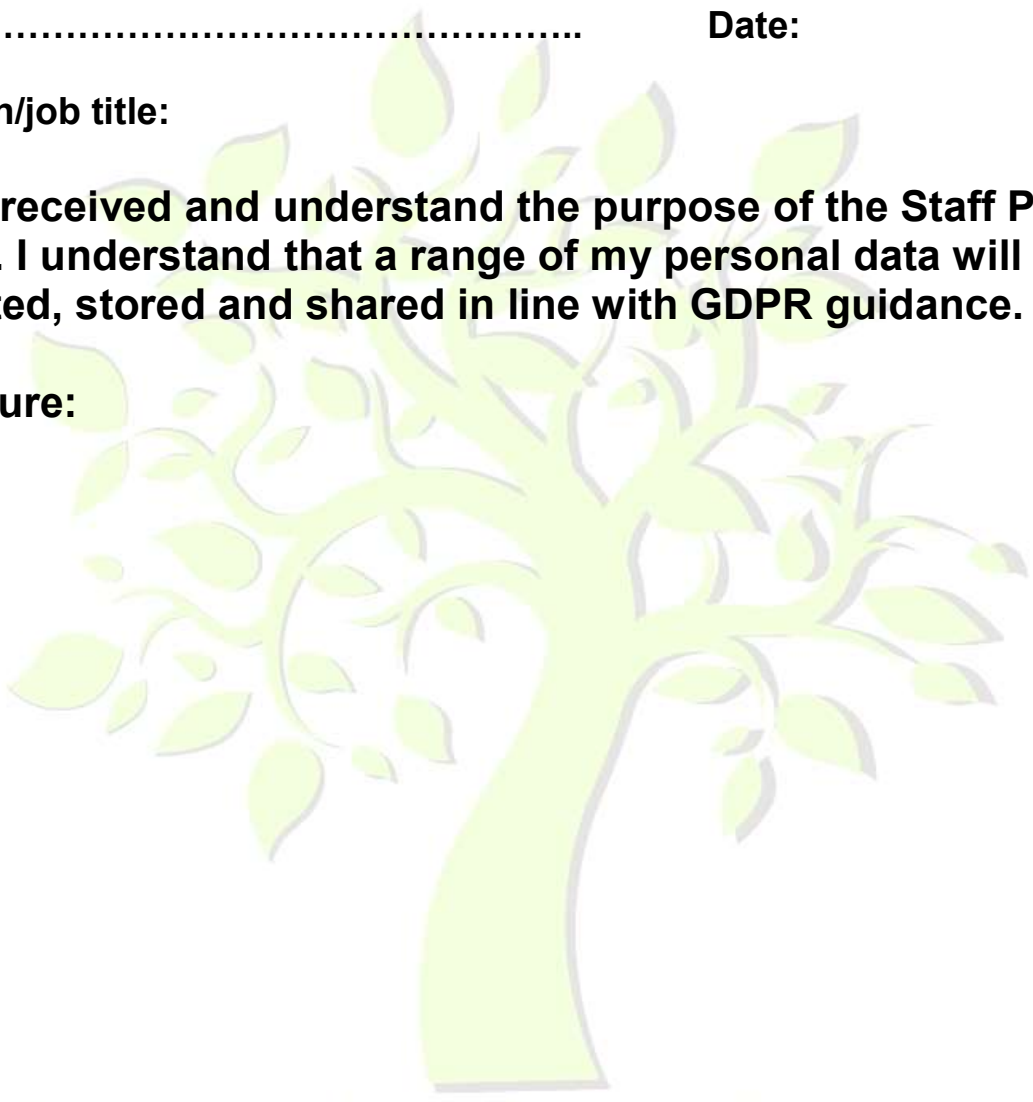 ……………………………………………….. Date:
n/job title:
received and understand the purpose of the Staff P
. I understand that a range of my personal data will
ted, stored and shared in line with GDPR guidance.
ure: